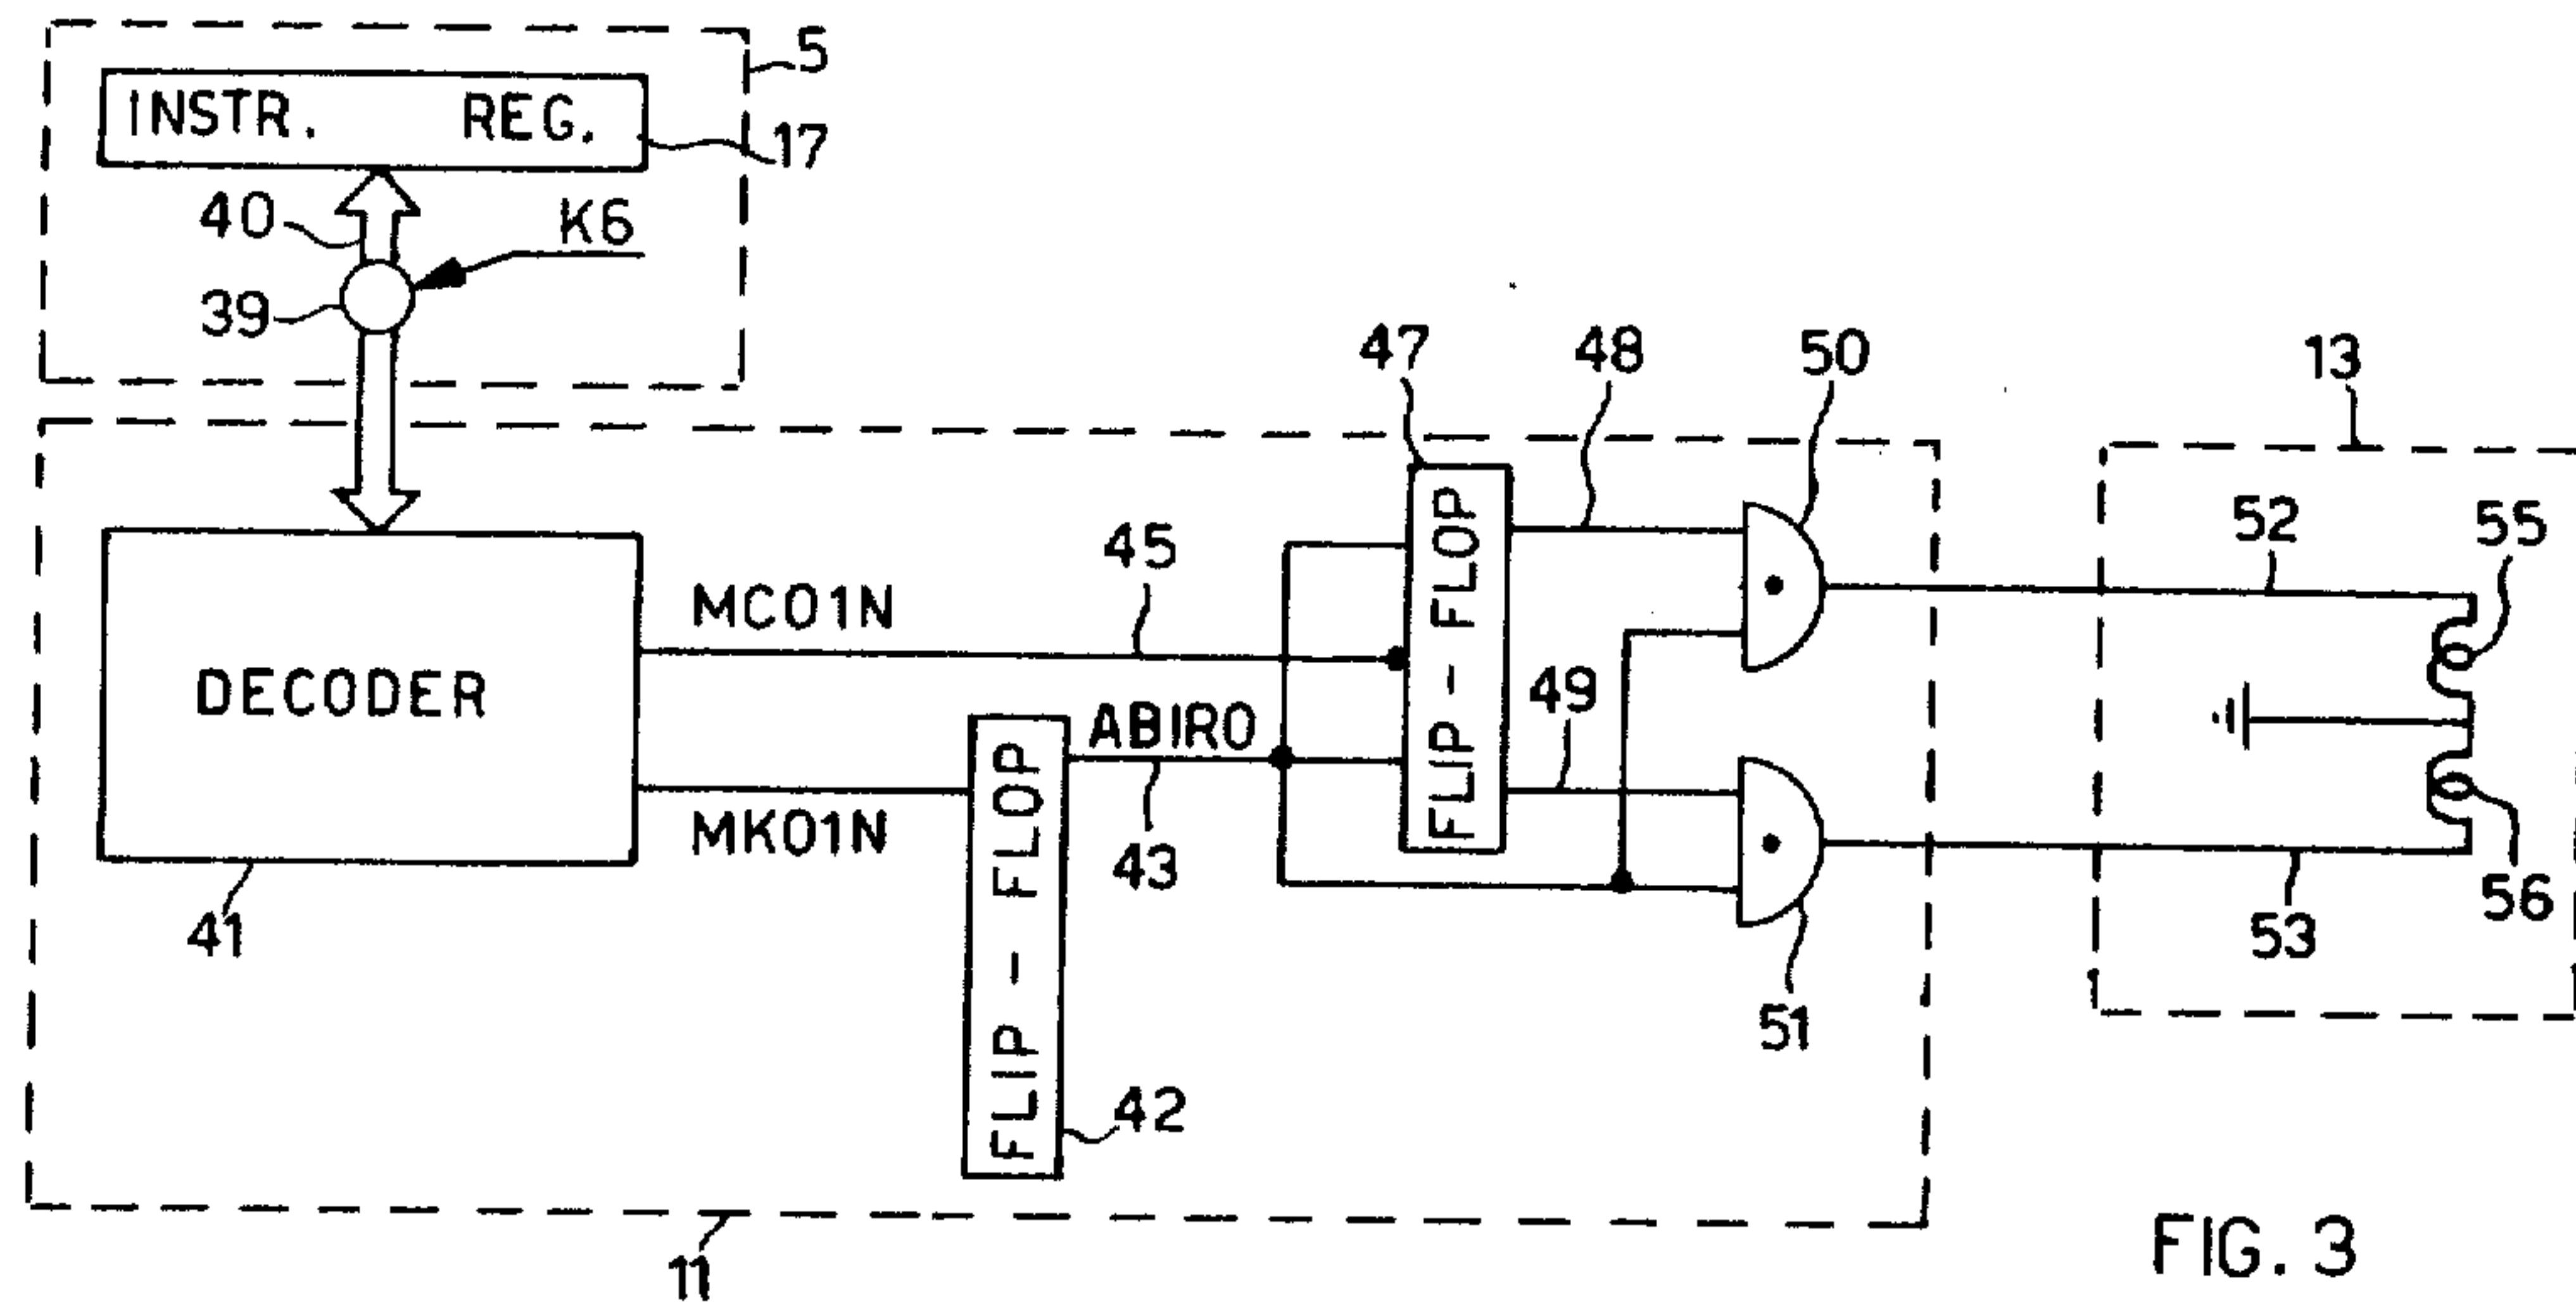 5
INSTR. REG.
17
40
K6
39
47
48
50
13
52
55
45
MC01N
DECODER
49
ABIRO
43
MK01N
FLIP - FLOP
FLIP - FLOP
41
42
51
53
56
11
FIG. 3